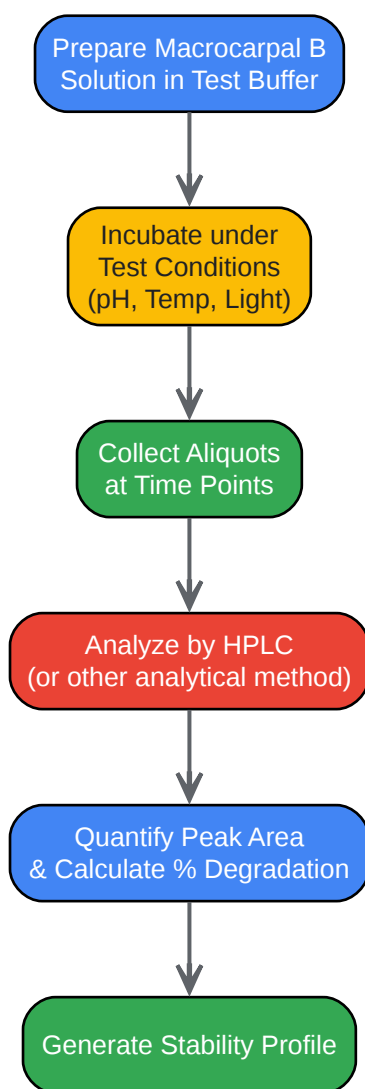 Prepare Macrocarpal B
Solution in Test Buffer
Incubate under
Test Conditions
(pH, Temp, Light)
Collect Aliquots
at Time Points
Analyze by HPLC
(or other analytical method)
Quantify Peak Area
& Calculate % Degradation
Generate Stability Profile